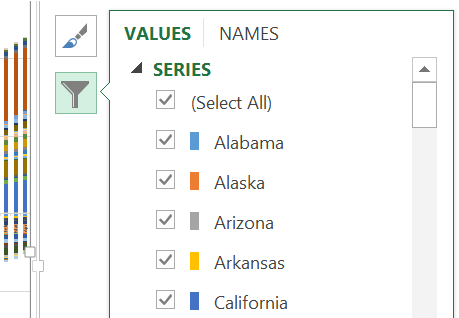 VALUES NAMES
SERIES
(Select All)
Alabama
Alaska
Arizona
Arkansas
California